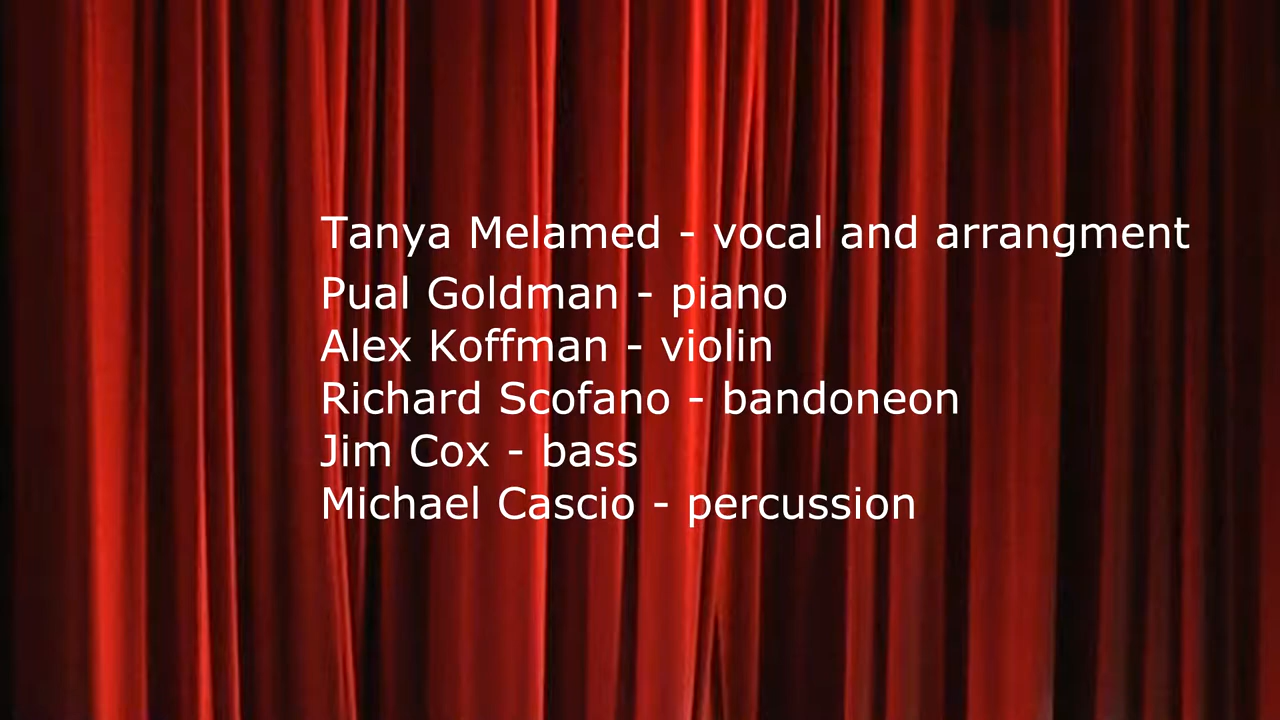 Tanya Melamed - vocal and arrangment
Pual Goldman - piano
Alex Koffman - violin
Richard Scofano - bandoneon
Jim Cox - bass
Michael Cascio - percussion